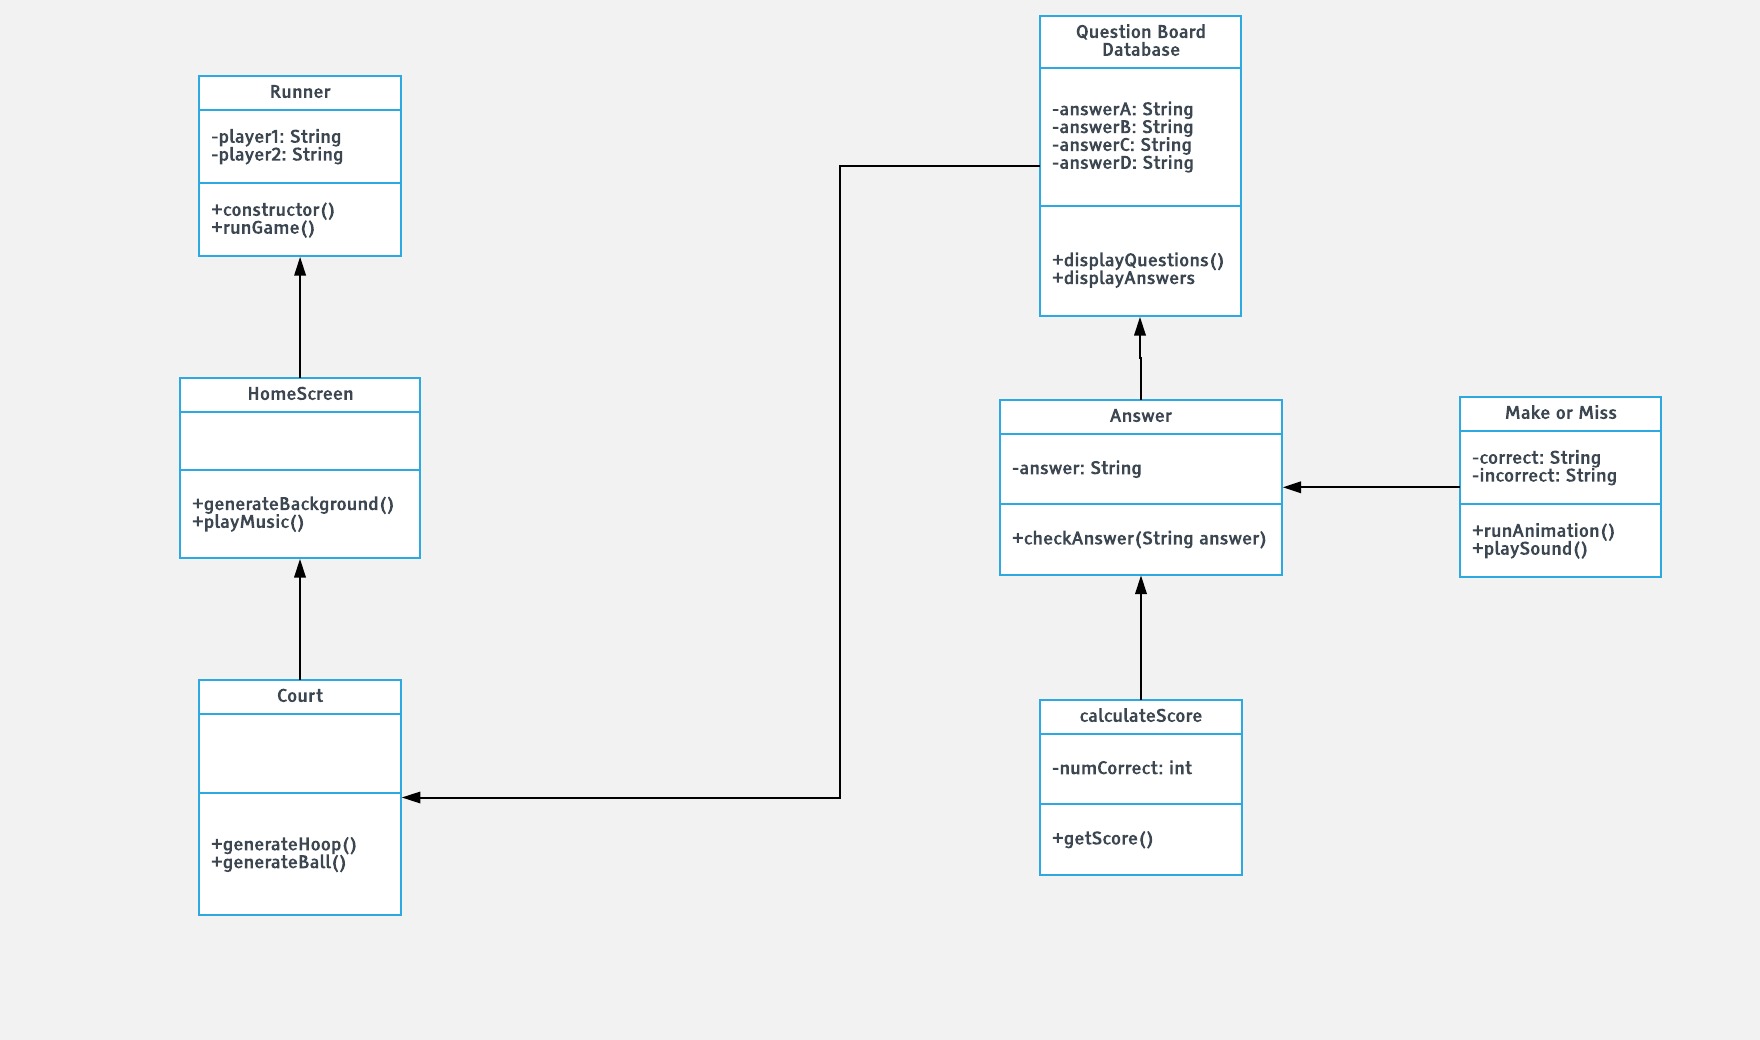 Runner
-player1: String
-player2: String
+constructor()
+runGame()
HomeScreen
+generateBackground()
+playMusic()
Court
+generateHoop()
+generateBall()
Question Board
Database
-answerA: String
-answerB: String
-answerC: String
-answerD: String
+displayQuestions()
+displayAnswers
Answer
-answer: String
+checkAnswer(String answer)
Make or Miss
-correct: String
-incorrect: String
+runAnimation()
+playSound()
calculateScore
-numCorrect: int
+getScore()